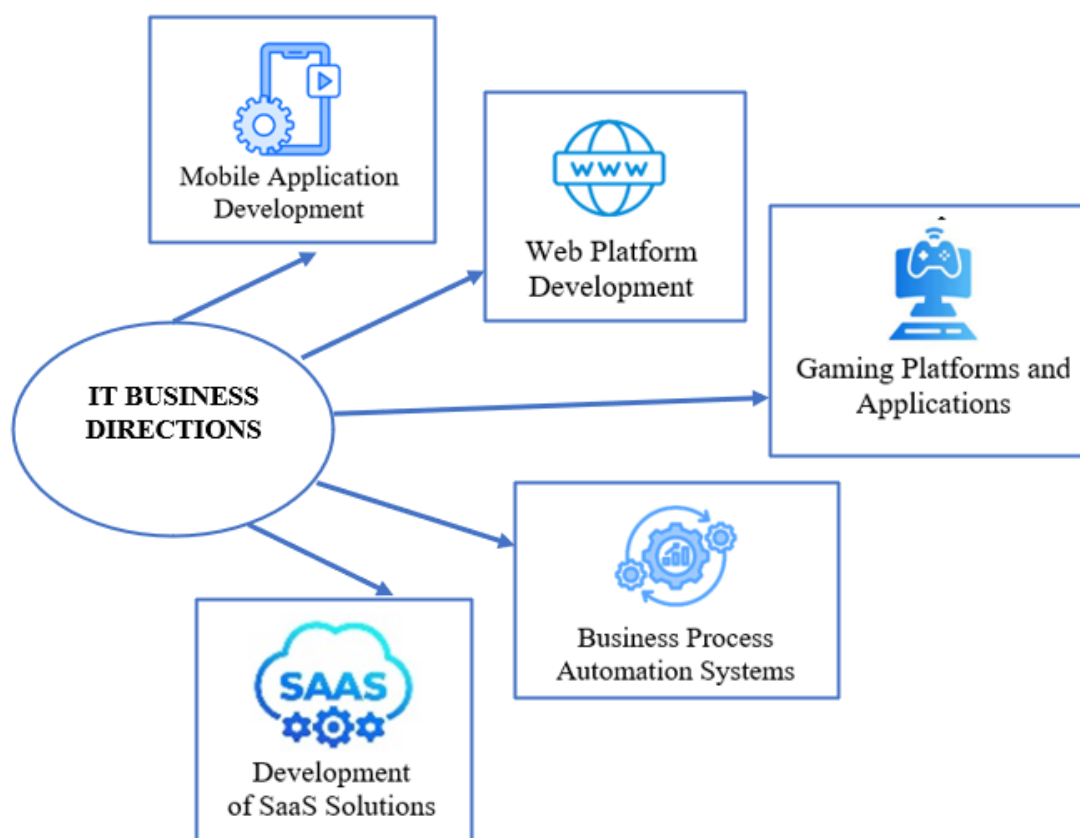 Mobile Application
Development
WWW
Web Platform
Development
Gaming Platforms and
Applications
IT BUSINESS
DIRECTIONS
Business Process
Automation Systems
SAAS
Development
of SaaS Solutions